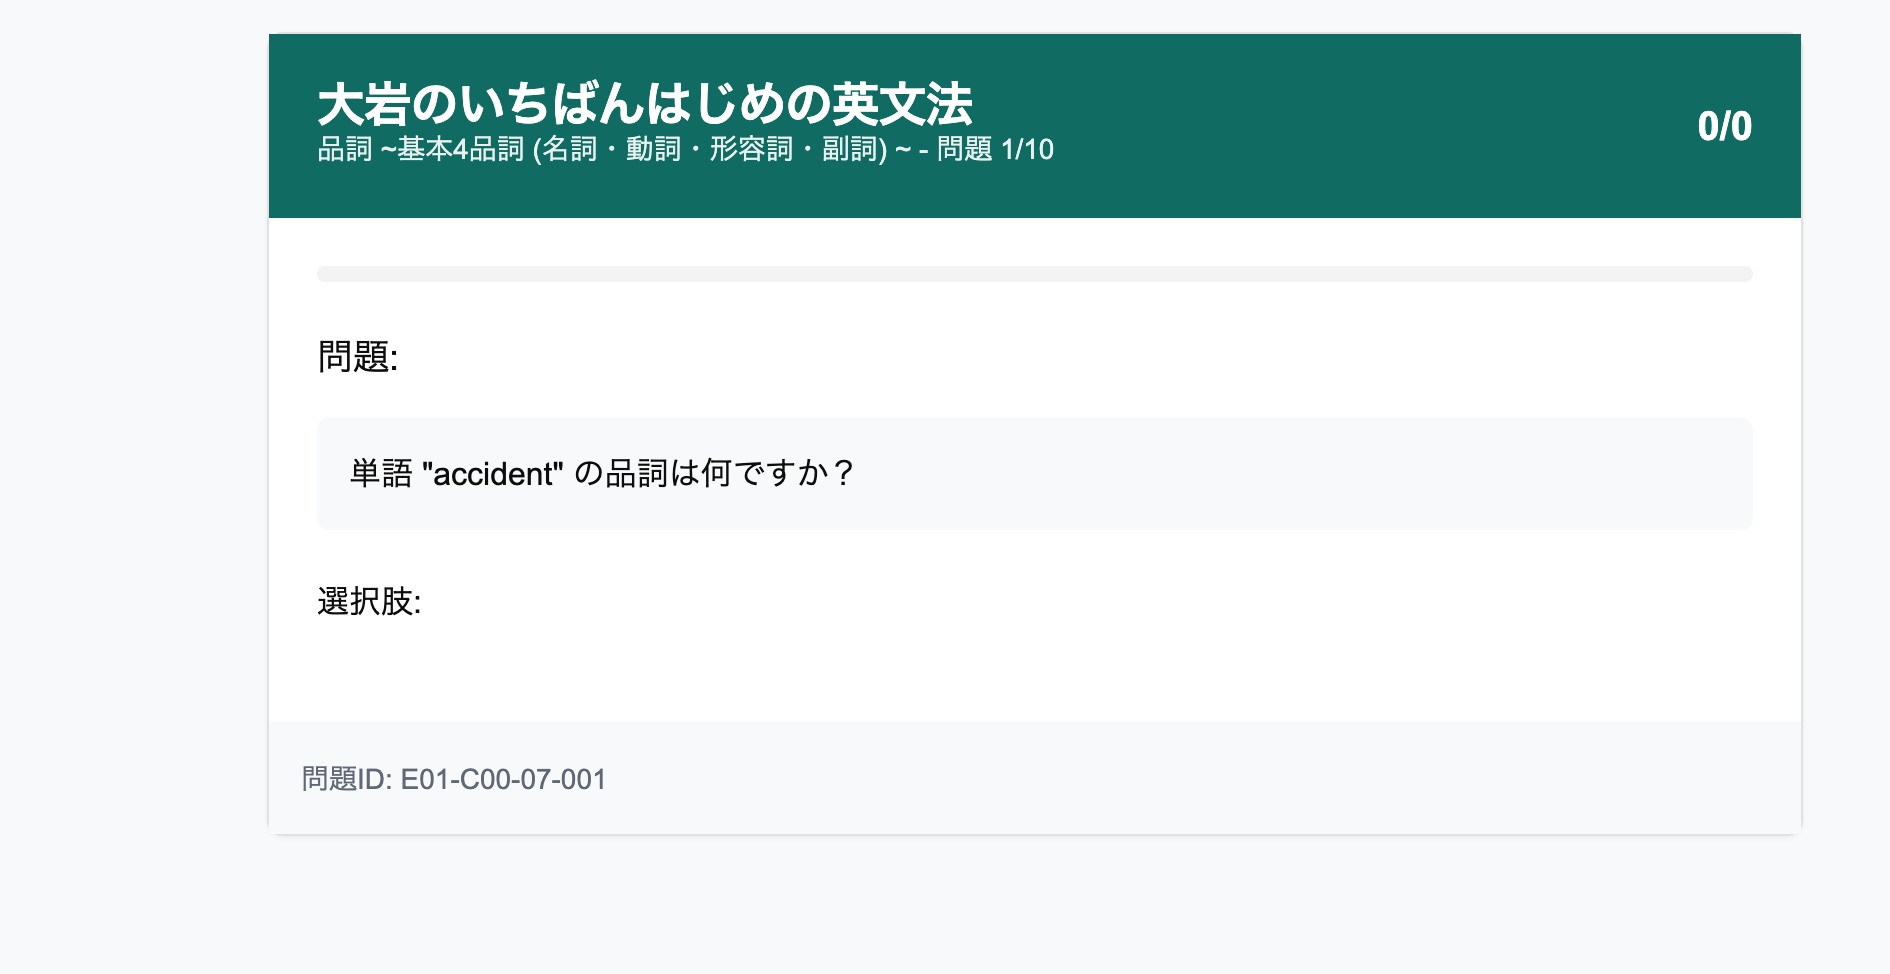 大岩のいちばんはじめの英文法
品詞 ~基本4品詞 (名詞・動詞・形容詞・副詞) ~ - 問題 1/10
0/0
問題:
単語 "accident" の品詞は何ですか？
選択肢:
問題ID: E01-C00-07-001